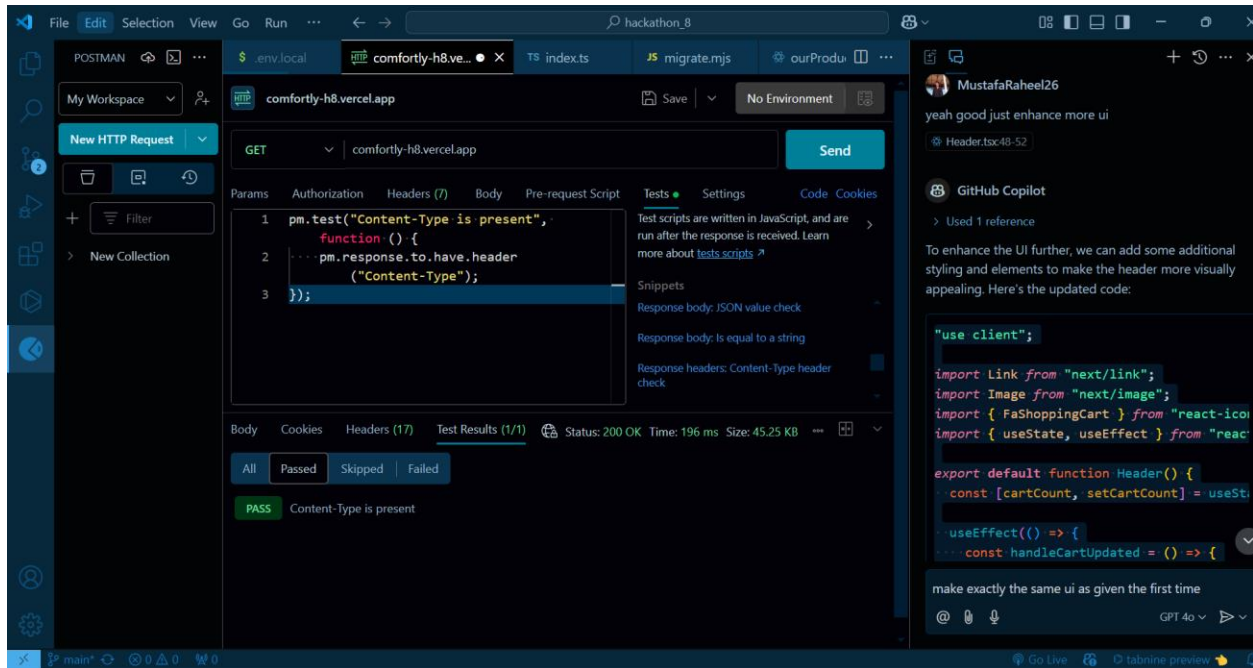 File Edit Selection View Go Run ··· hackathon_8
POSTMAN
My Workspace
New HTTP Request
Filter
New Collection
2
$ .env.local
HTTP comfortly-h8.ve...
TS index.ts
JS migrate.mjs
ourProdu
HTTP comfortly-h8.vercel.app
Save
No Environment
GET comfortly-h8.vercel.app
Send
Params Authorization Headers (7) Body Pre-request Script Tests Settings Code Cookies
1 pm.test("Content-Type is present",
function () {
2 pm.response.to.have.header
("Content-Type");
3 });
Test scripts are written in JavaScript, and are
run after the response is received. Learn
more about tests scripts
Snippets
Response body: JSON value check
Response body: Is equal to a string
Response headers: Content-Type header
check
Body Cookies Headers (17) Test Results (1/1) Status: 200 OK Time: 196 ms Size: 45.25 KB
All Passed Skipped Failed
PASS Content-Type is present
MustafaRaheel26
yeah good just enhance more ui
Header.tsx:48-52
GitHub Copilot
> Used 1 reference
To enhance the UI further, we can add some additional
styling and elements to make the header more visually
appealing. Here's the updated code:
"use client";
import Link from "next/link";
import Image from "next/image";
import { FaShoppingCart } from "react-icon
import { useState, useEffect } from "reac
export default function Header() {
const [cartCount, setCartCount] = useSta
useEffect(() => {
const handleCartUpdated = () => {
make exactly the same ui as given the first time
@ GPT 4o
main* 0 0 0 Go Live tabnine preview